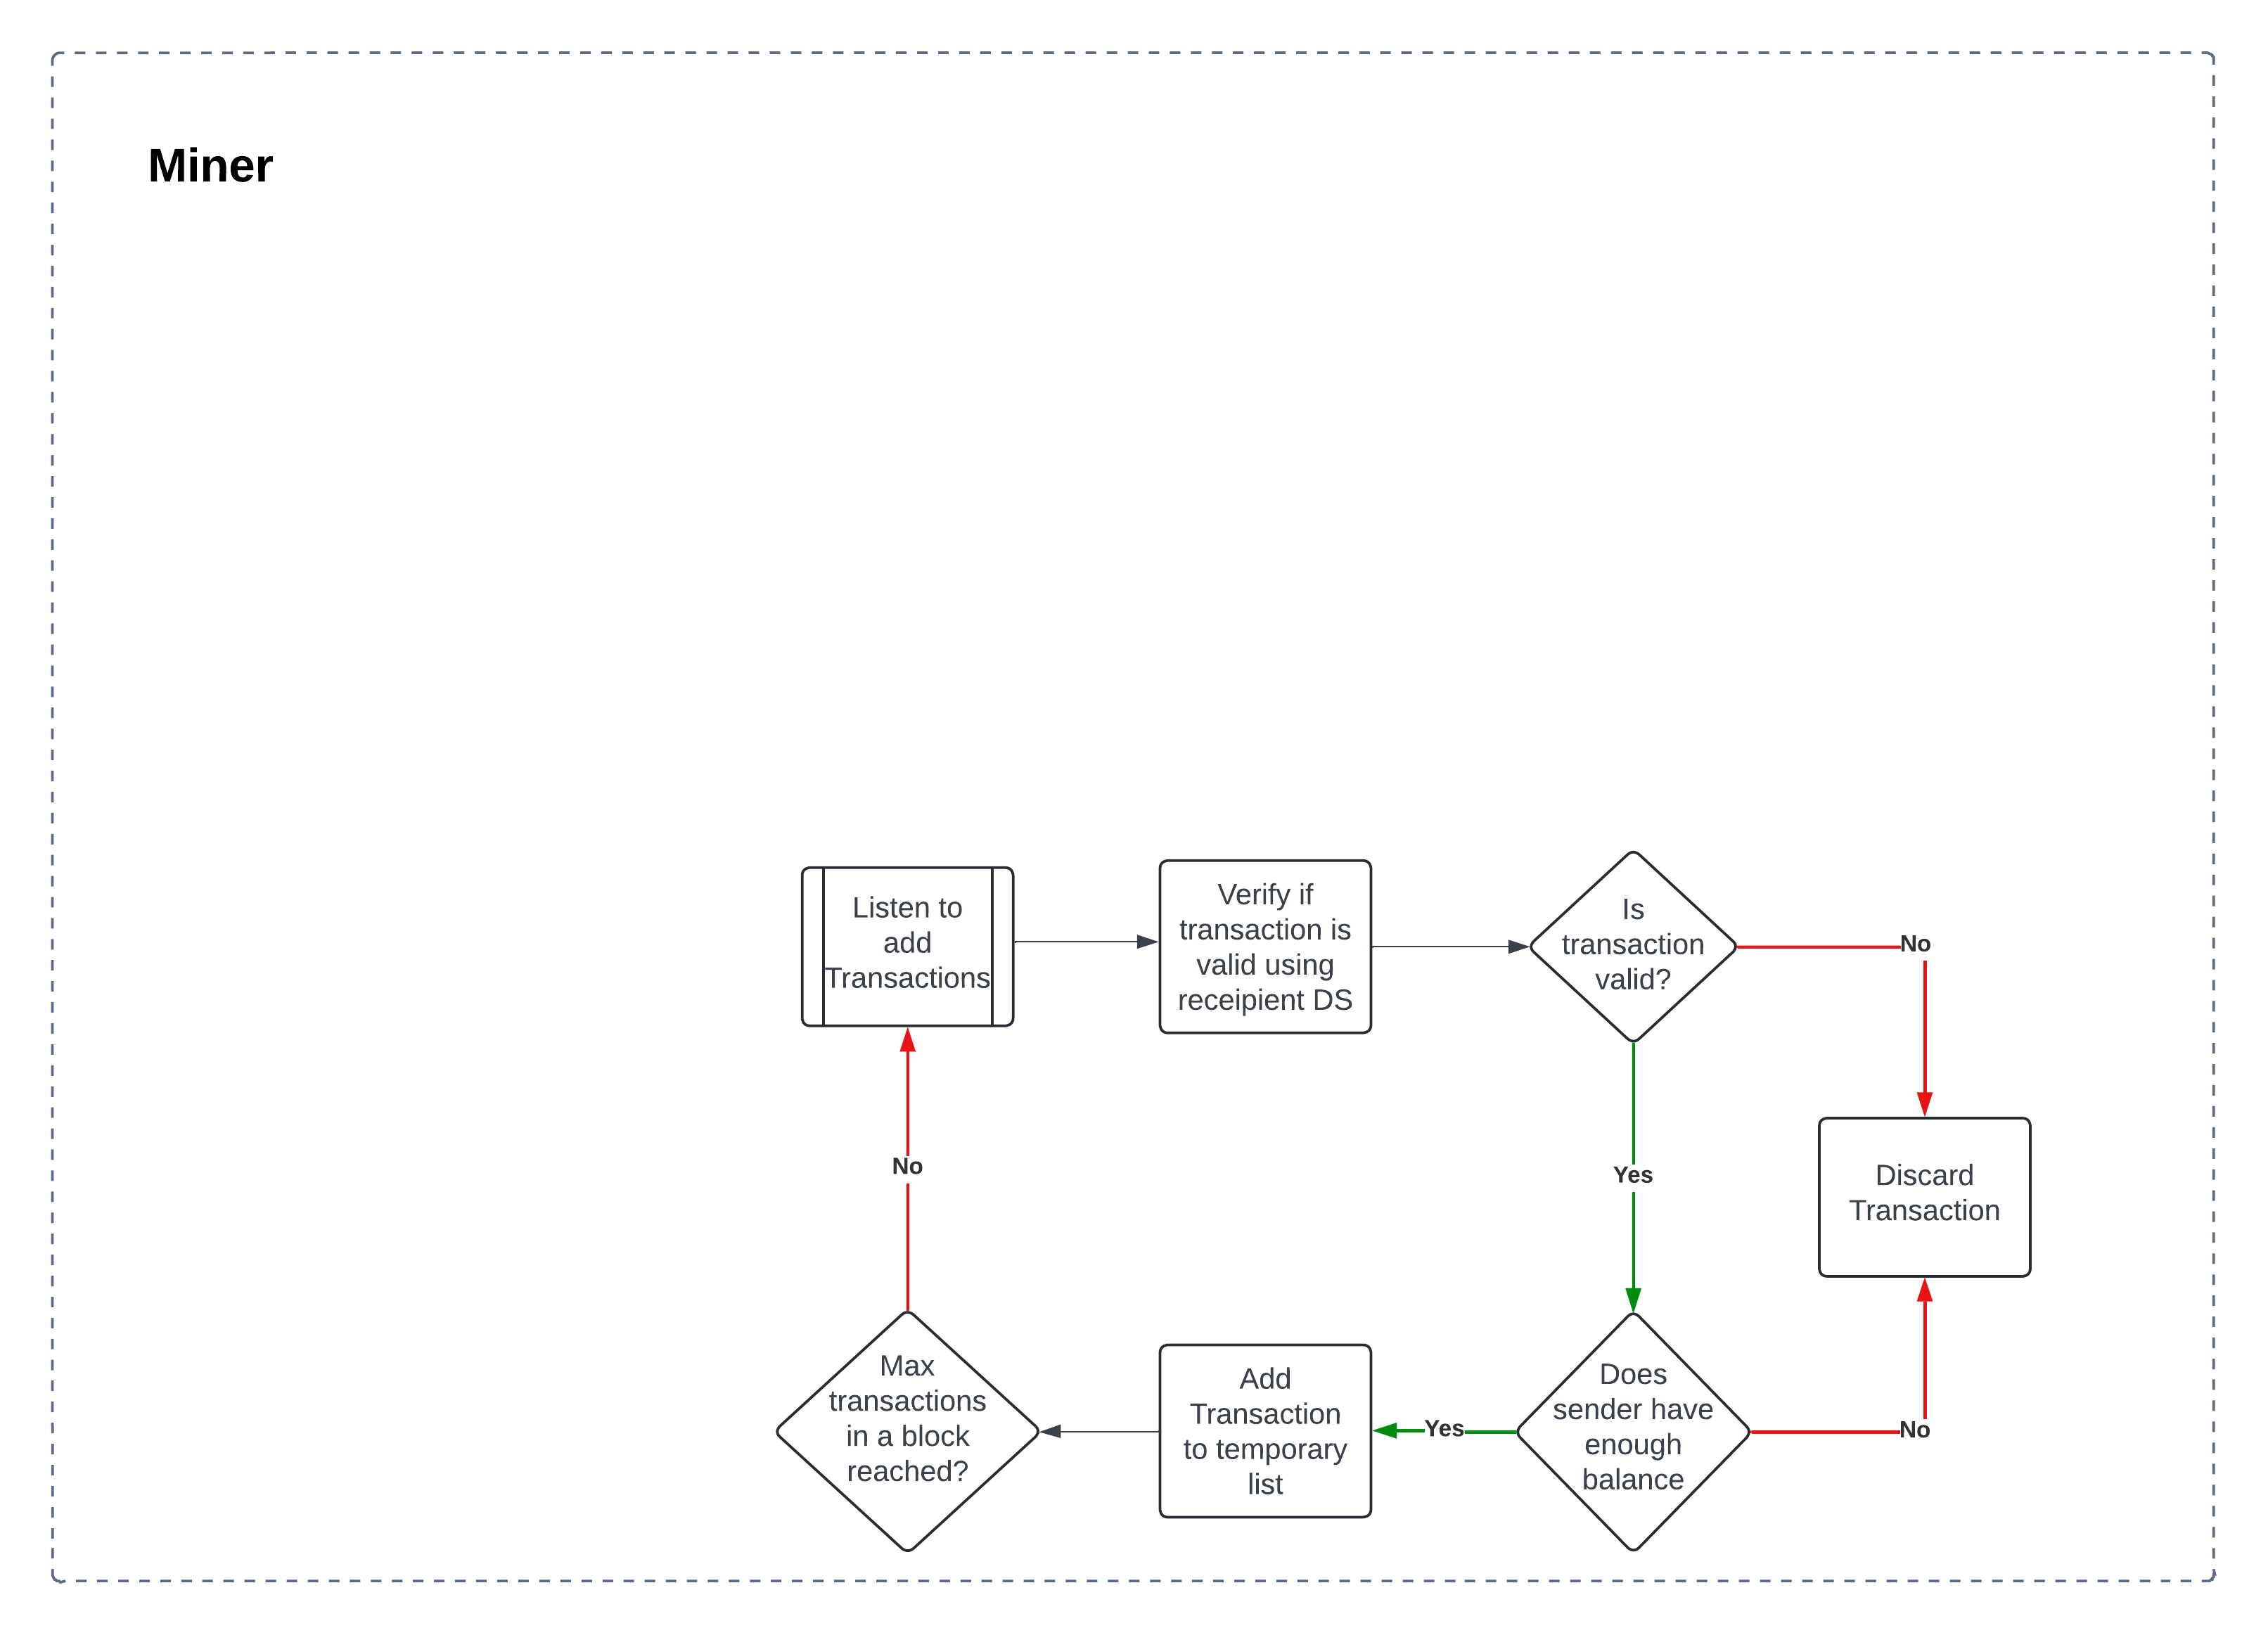 Miner
Listen to
add
Transactions
Verify if
transaction is
valid using
receipient DS
Is
transaction
valid?
No
Yes
No
Discard
Transaction
Max
transactions
in a block
reached?
Add
Transaction
to temporary
list
Yes
Does
sender have
enough
balance
No